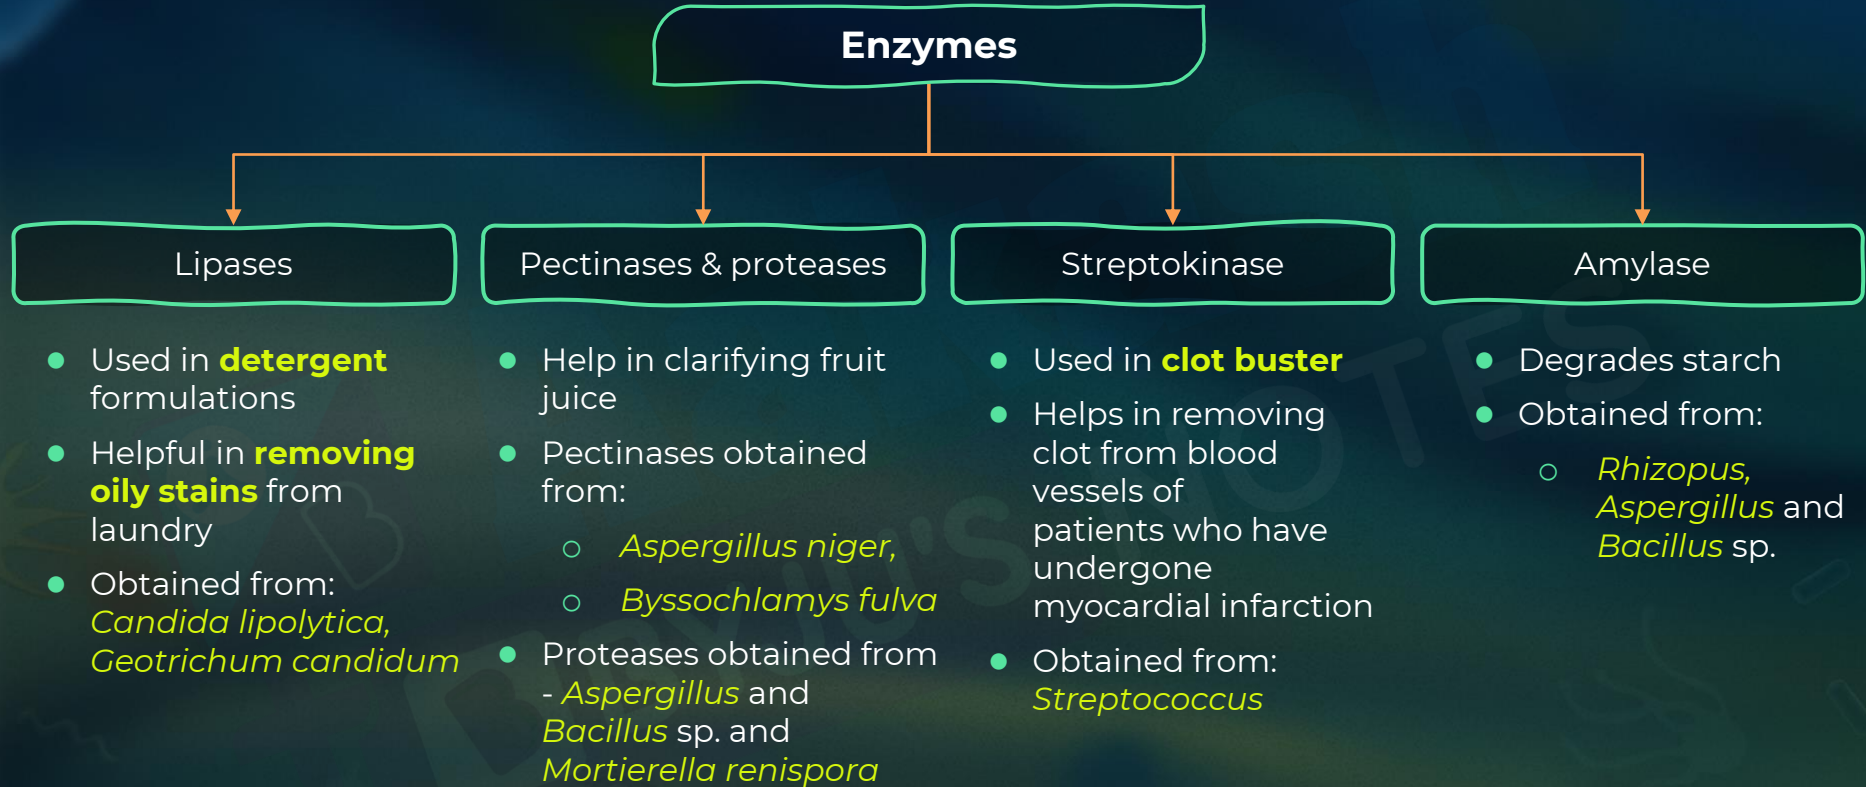 Enzymes
Lipases
Used in detergent
formulations
Helpful in removing
oily stains from
laundry
Obtained from:
Candida lipolytica,
Geotrichum candidum
Pectinases & proteases
Help in clarifying fruit
juice
Pectinases obtained
from:
Aspergillus niger,
Byssochlamys fulva
Proteases obtained from
- Aspergillus and
Bacillus sp. and
Mortierella renispora
Streptokinase
Used in clot buster
Helps in removing
clot from blood
vessels of
patients who have
undergone
myocardial infarction
Obtained from:
Streptococcus
Amylase
Degrades starch
Obtained from:
Rhizopus,
Aspergillus and
Bacillus sp.
BYJU'S NOTES